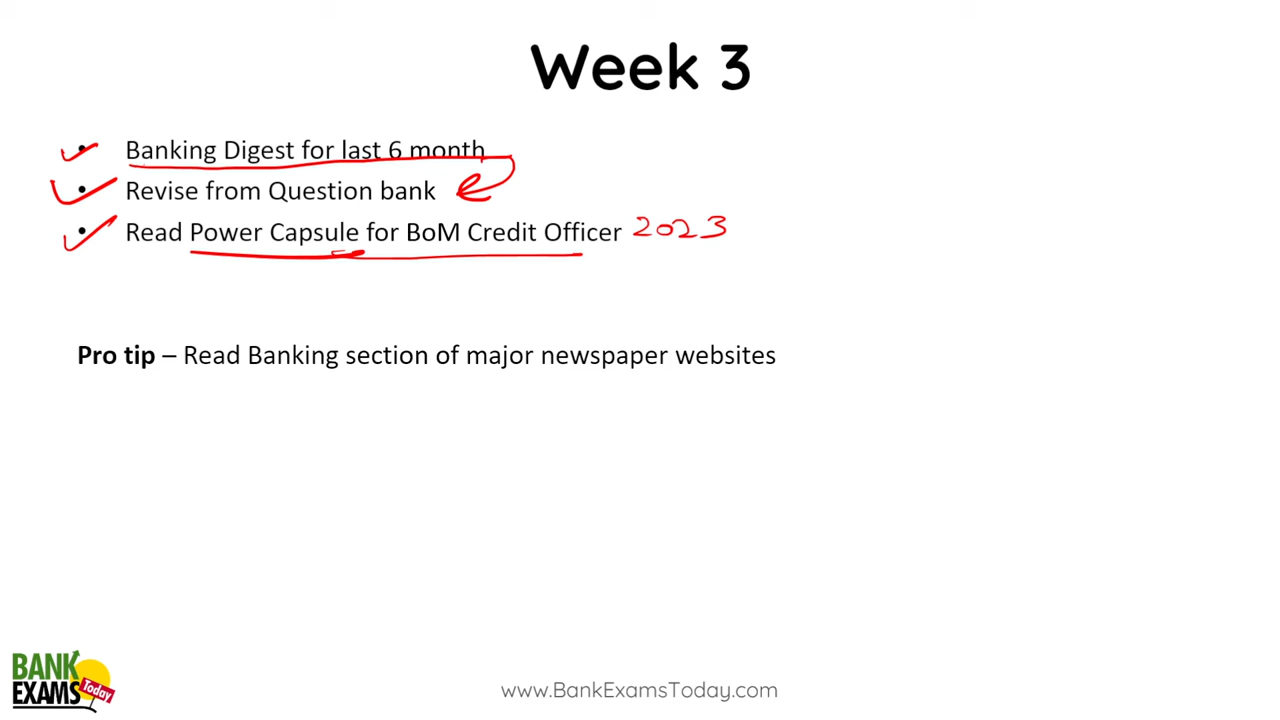 Week 3
• Banking Digest for last 6 month
• Revise from Question bank
• Read Power Capsule for BoM Credit Officer 2023
Pro tip – Read Banking section of major newspaper websites
BANK
EXAMS Today
www.BankExamsToday.com